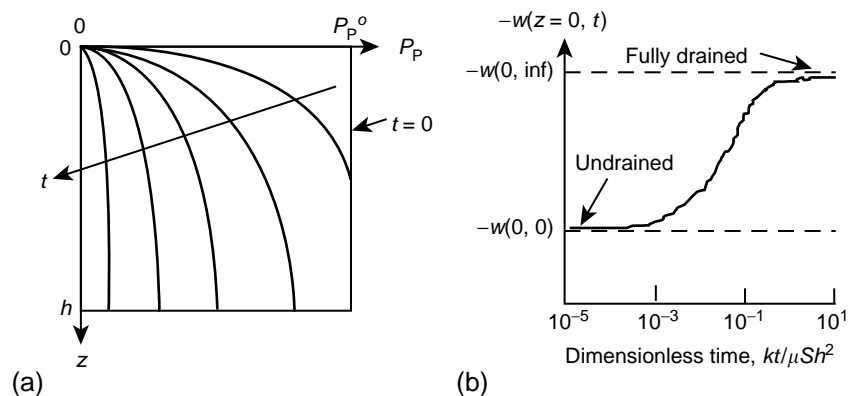 0
P_P^o
0
P_P
t = 0
t
h
z
(a)
−w(z = 0, t)
Fully drained
−w(0, inf)
Undrained
−w(0, 0)
10^−5 10^−3 10^−1 10^1
Dimensionless time, kt/μSh^2
(b)